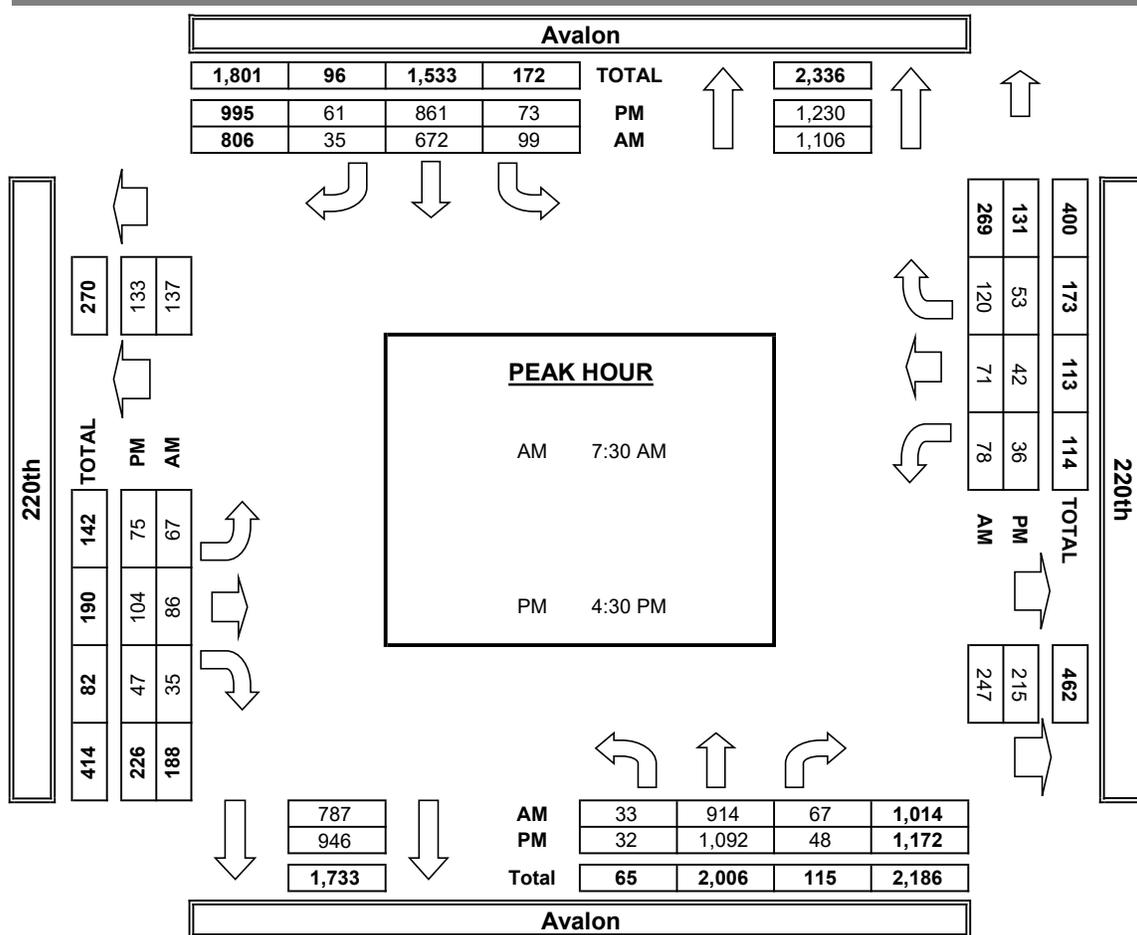 Avalon
1,801 96 1,533 172 TOTAL 2,336
995 61 861 73 PM 1,230
806 35 672 99 AM 1,106
220th
270 133 137
TOTAL PM AM
142 75 67
190 104 86
82 47 35
414 226 188
PEAK HOUR
AM 7:30 AM
PM 4:30 PM
269 131 400
120 53 173
71 42 113
78 36 114
AM PM TOTAL
247 215 462
220th
787 AM 33 914 67 1,014
946 PM 32 1,092 48 1,172
1,733 Total 65 2,006 115 2,186
Avalon